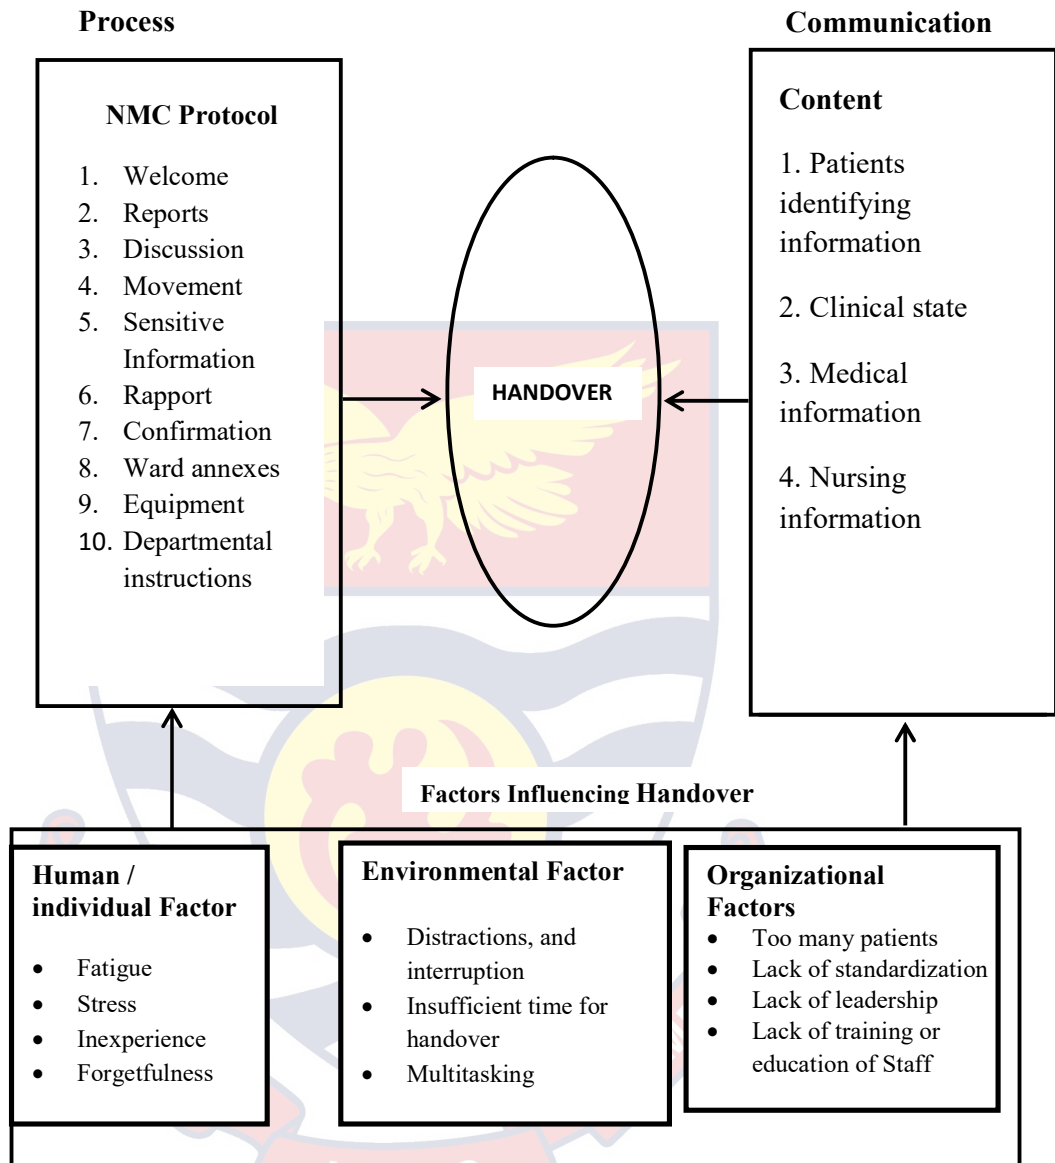 Process
NMC Protocol
1. Welcome
2. Reports
3. Discussion
4. Movement
5. Sensitive
Information
6. Rapport
7. Confirmation
8. Ward annexes
9. Equipment
10. Departmental
instructions
HANDOVER
Communication
Content
1. Patients
identifying
information
2. Clinical state
3. Medical
information
4. Nursing
information
Factors Influencing Handover
Human /
individual Factor
• Fatigue
• Stress
• Inexperience
• Forgetfulness
Environmental Factor
• Distractions, and
interruption
• Insufficient time for
handover
• Multitasking
Organizational
Factors
• Too many patients
• Lack of standardization
• Lack of leadership
• Lack of training or
education of Staff